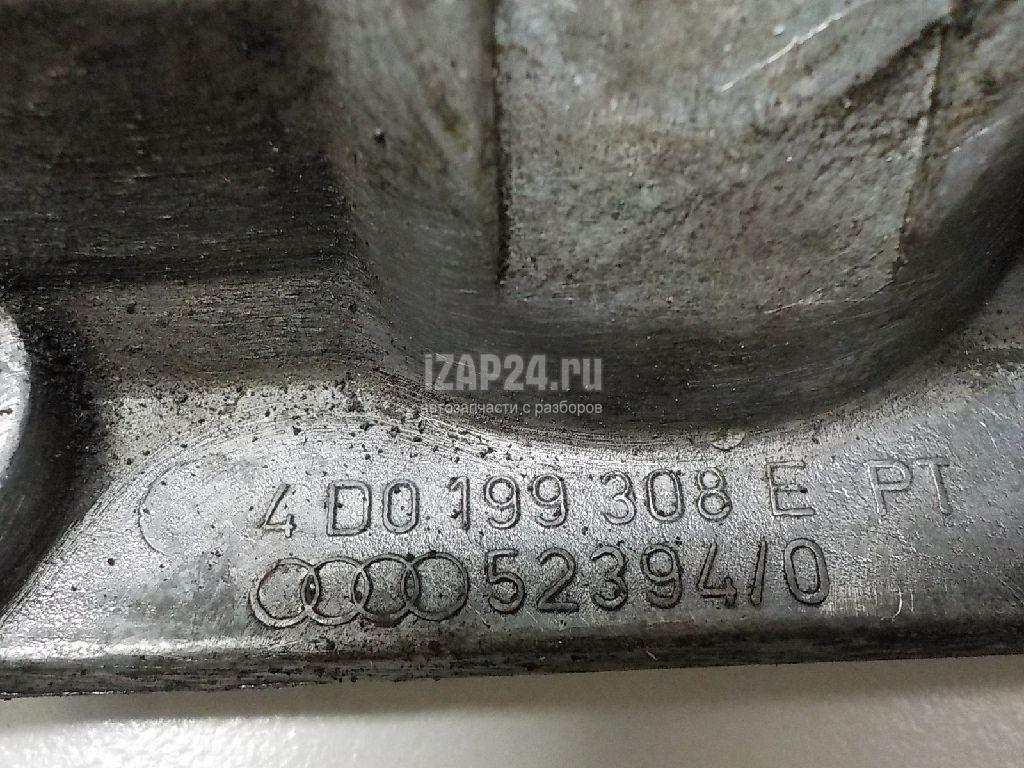 iZAP24.ru
автозапчасти с разборов
4D0 199 308 E PT
52394/0